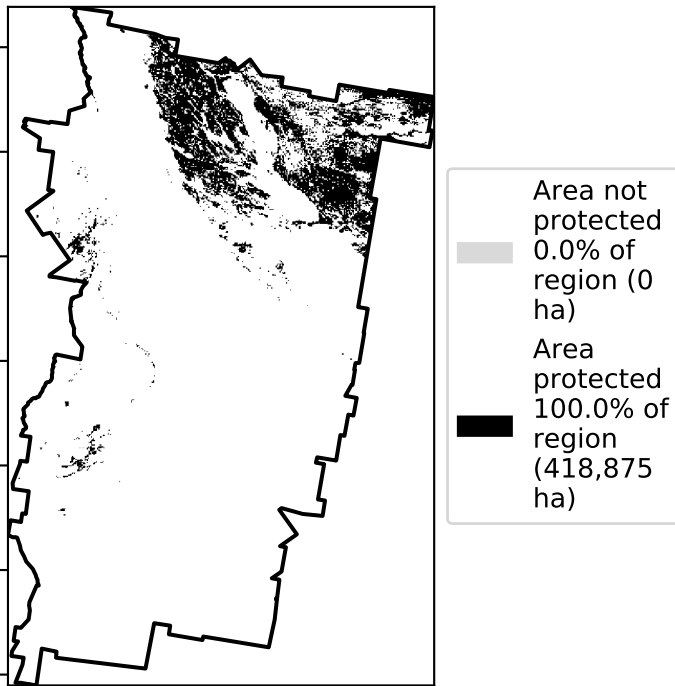 Area not
protected
0.0% of
region (0
ha)
Area
protected
100.0% of
region
(418,875
ha)